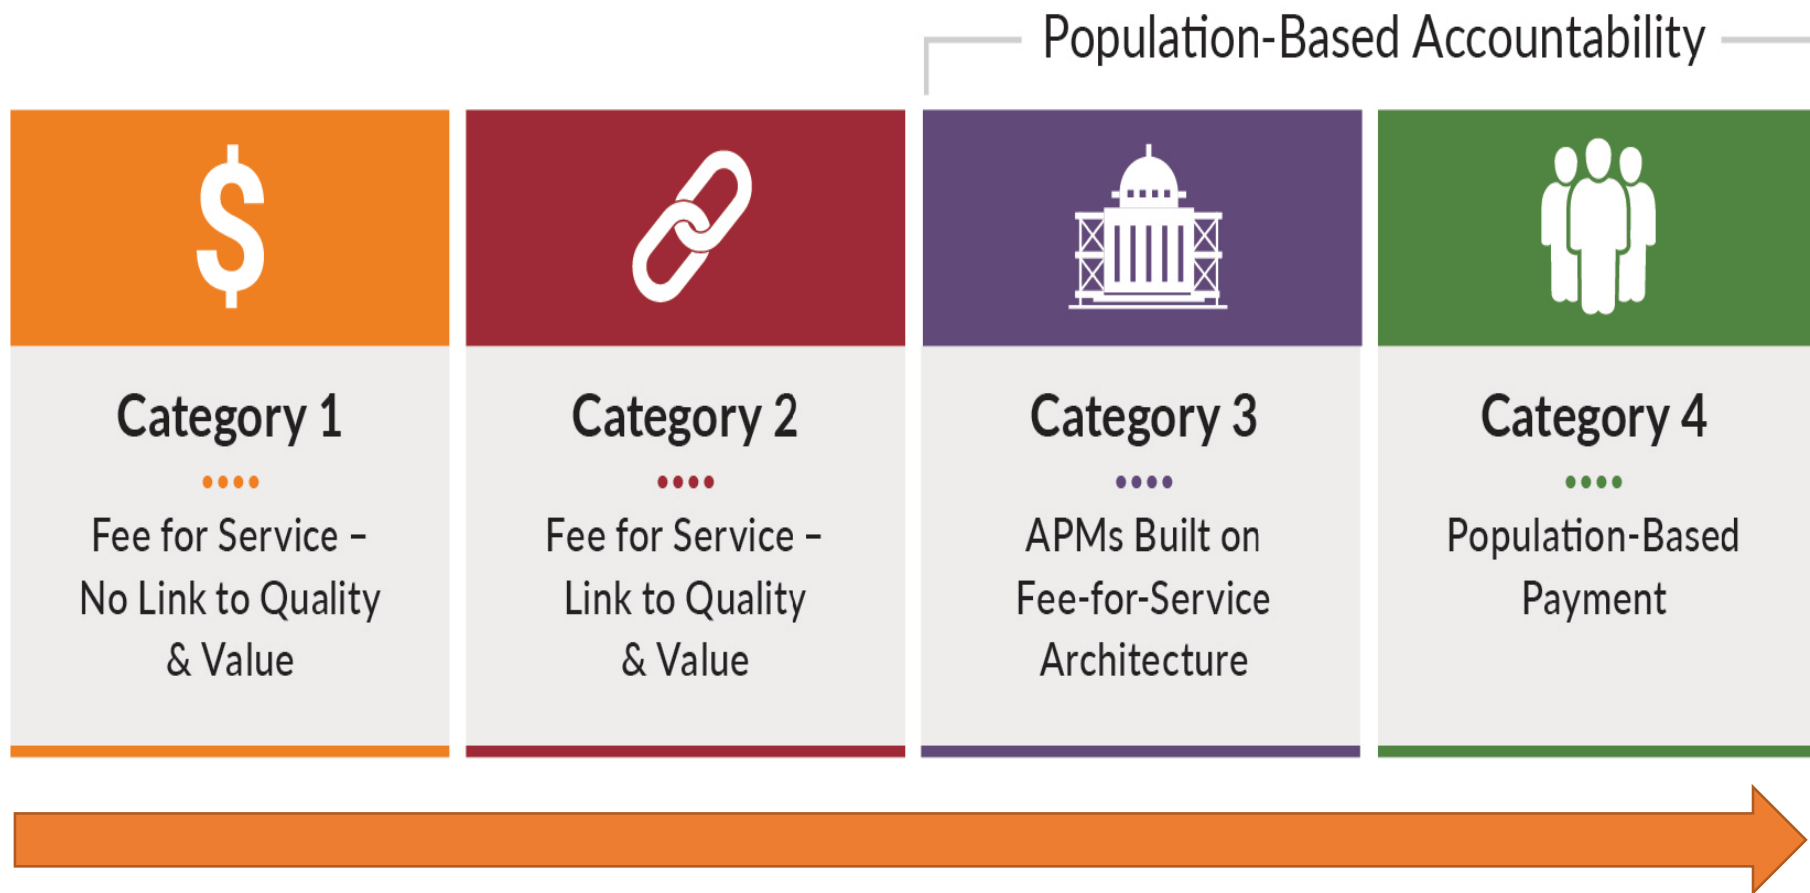 Population-Based Accountability
$
Category 1
Fee for Service –
No Link to Quality
& Value
Category 2
Fee for Service –
Link to Quality
& Value
Category 3
APMs Built on
Fee-for-Service
Architecture
Category 4
Population-Based
Payment